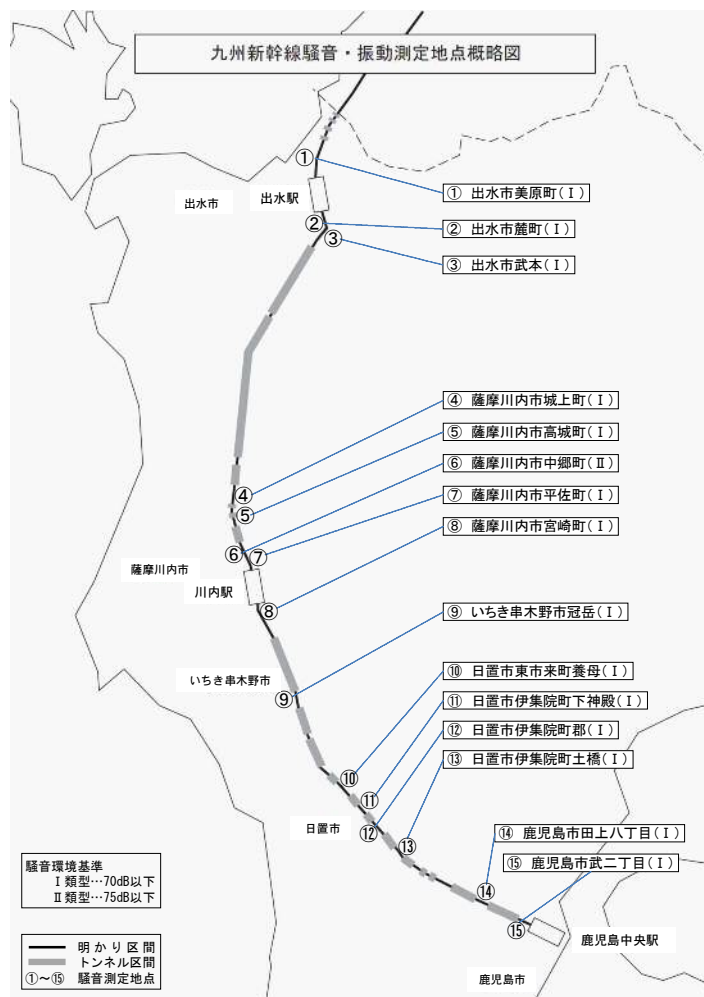 九州新幹線騒音・振動測定地点概略図
①
① 出水市美原町(Ⅰ)
出水駅
出水市
②
② 出水市麓町(Ⅰ)
③
③ 出水市武本(Ⅰ)
④ 薩摩川内市城上町(Ⅰ)
⑤ 薩摩川内市高城町(Ⅰ)
⑥ 薩摩川内市中郷町(Ⅱ)
④
⑦ 薩摩川内市平佐町(Ⅰ)
⑤
⑧ 薩摩川内市宮崎町(Ⅰ)
⑥
⑦
薩摩川内市
川内駅
⑧
⑨ いちき串木野市冠岳(Ⅰ)
いちき串木野市
⑨
⑩ 日置市東市来町養母(Ⅰ)
⑪ 日置市伊集院町下神殿(Ⅰ)
⑫ 日置市伊集院町郡(Ⅰ)
⑬ 日置市伊集院町土橋(Ⅰ)
⑩
⑪
日置市
⑫
⑬
⑭ 鹿児島市田上八丁目(Ⅰ)
⑮ 鹿児島市武二丁目(Ⅰ)
⑭
⑮
鹿児島中央駅
鹿児島市
騒音環境基準
Ⅰ類型…70dB以下
Ⅱ類型…75dB以下
明かり区間
トンネル区間
①～⑮ 騒音測定地点